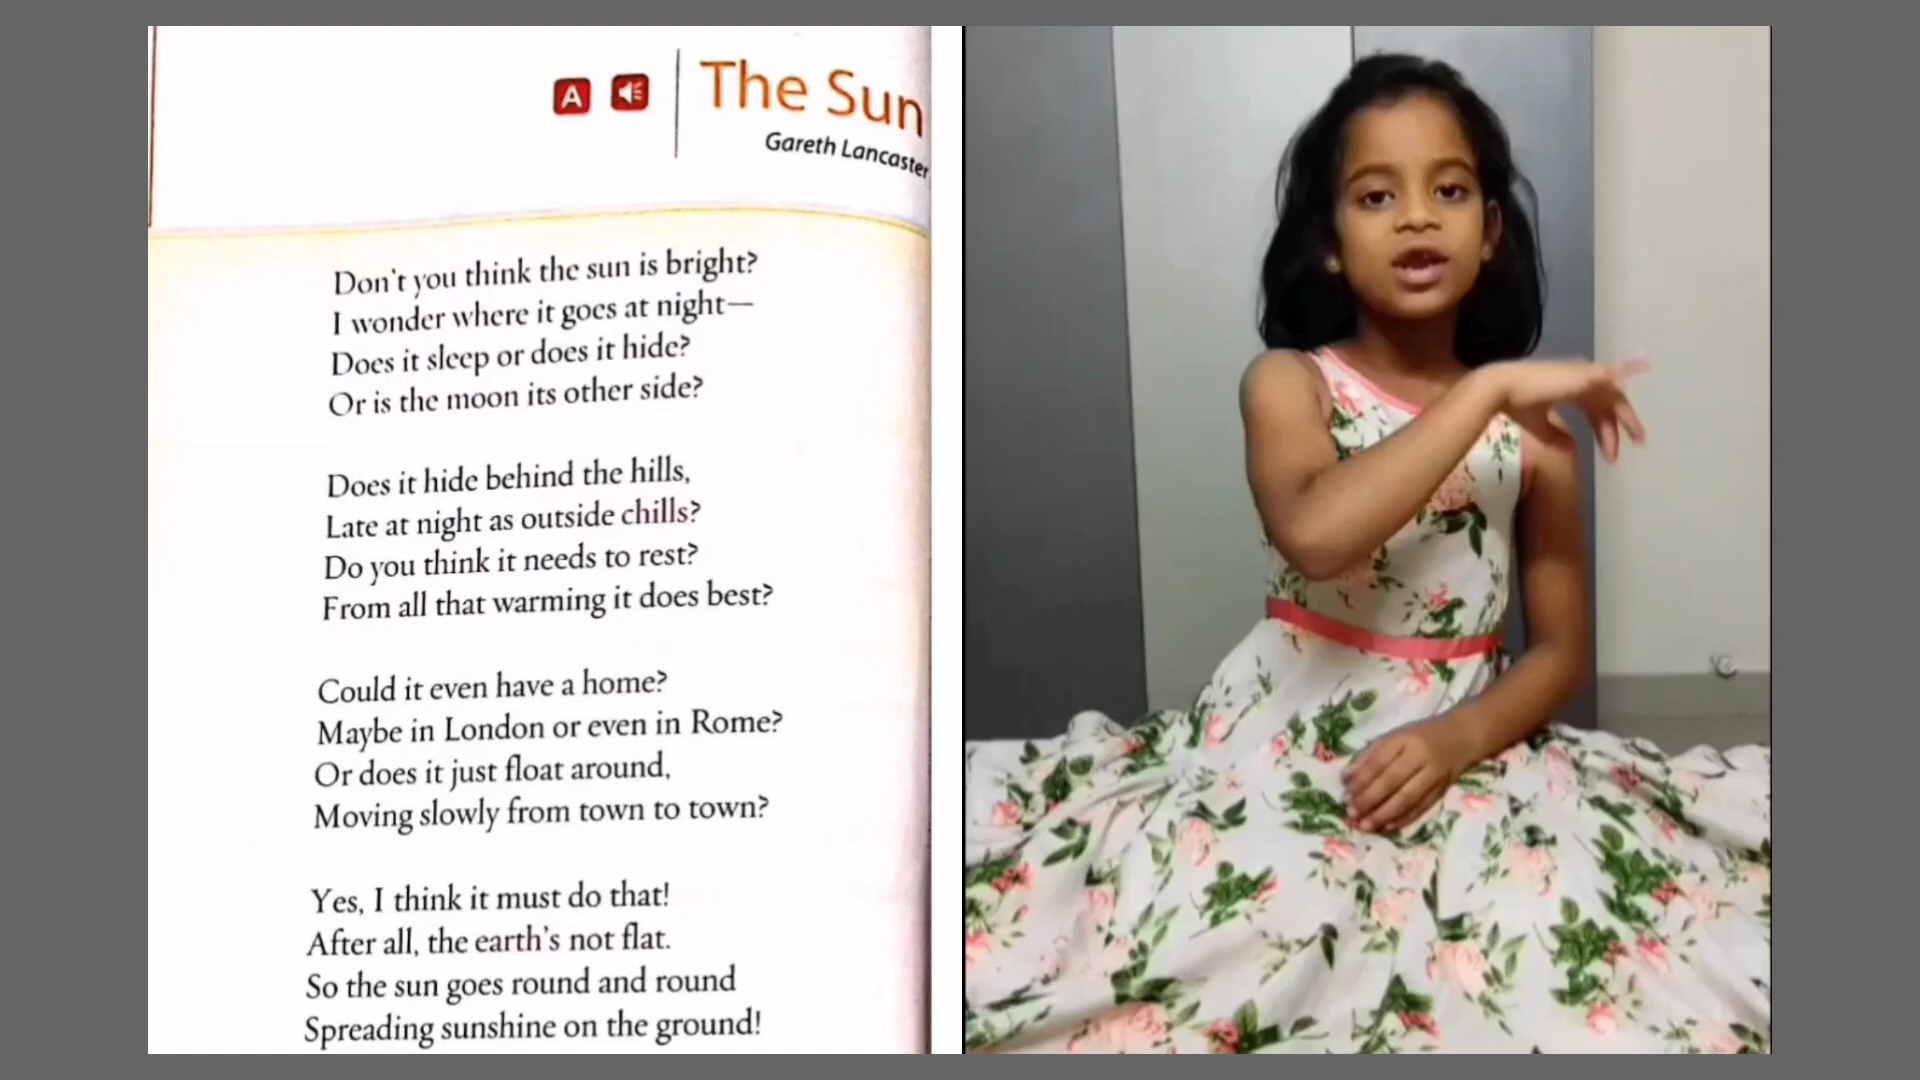 A
The Sun
Gareth Lancaster
Don't you think the sun is bright?
I wonder where it goes at night—
Does it sleep or does it hide?
Or is the moon its other side?
Does it hide behind the hills,
Late at night as outside chills?
Do you think it needs to rest?
From all that warming it does best?
Could it even have a home?
Maybe in London or even in Rome?
Or does it just float around,
Moving slowly from town to town?
Yes, I think it must do that!
After all, the earth's not flat.
So the sun goes round and round
Spreading sunshine on the ground!